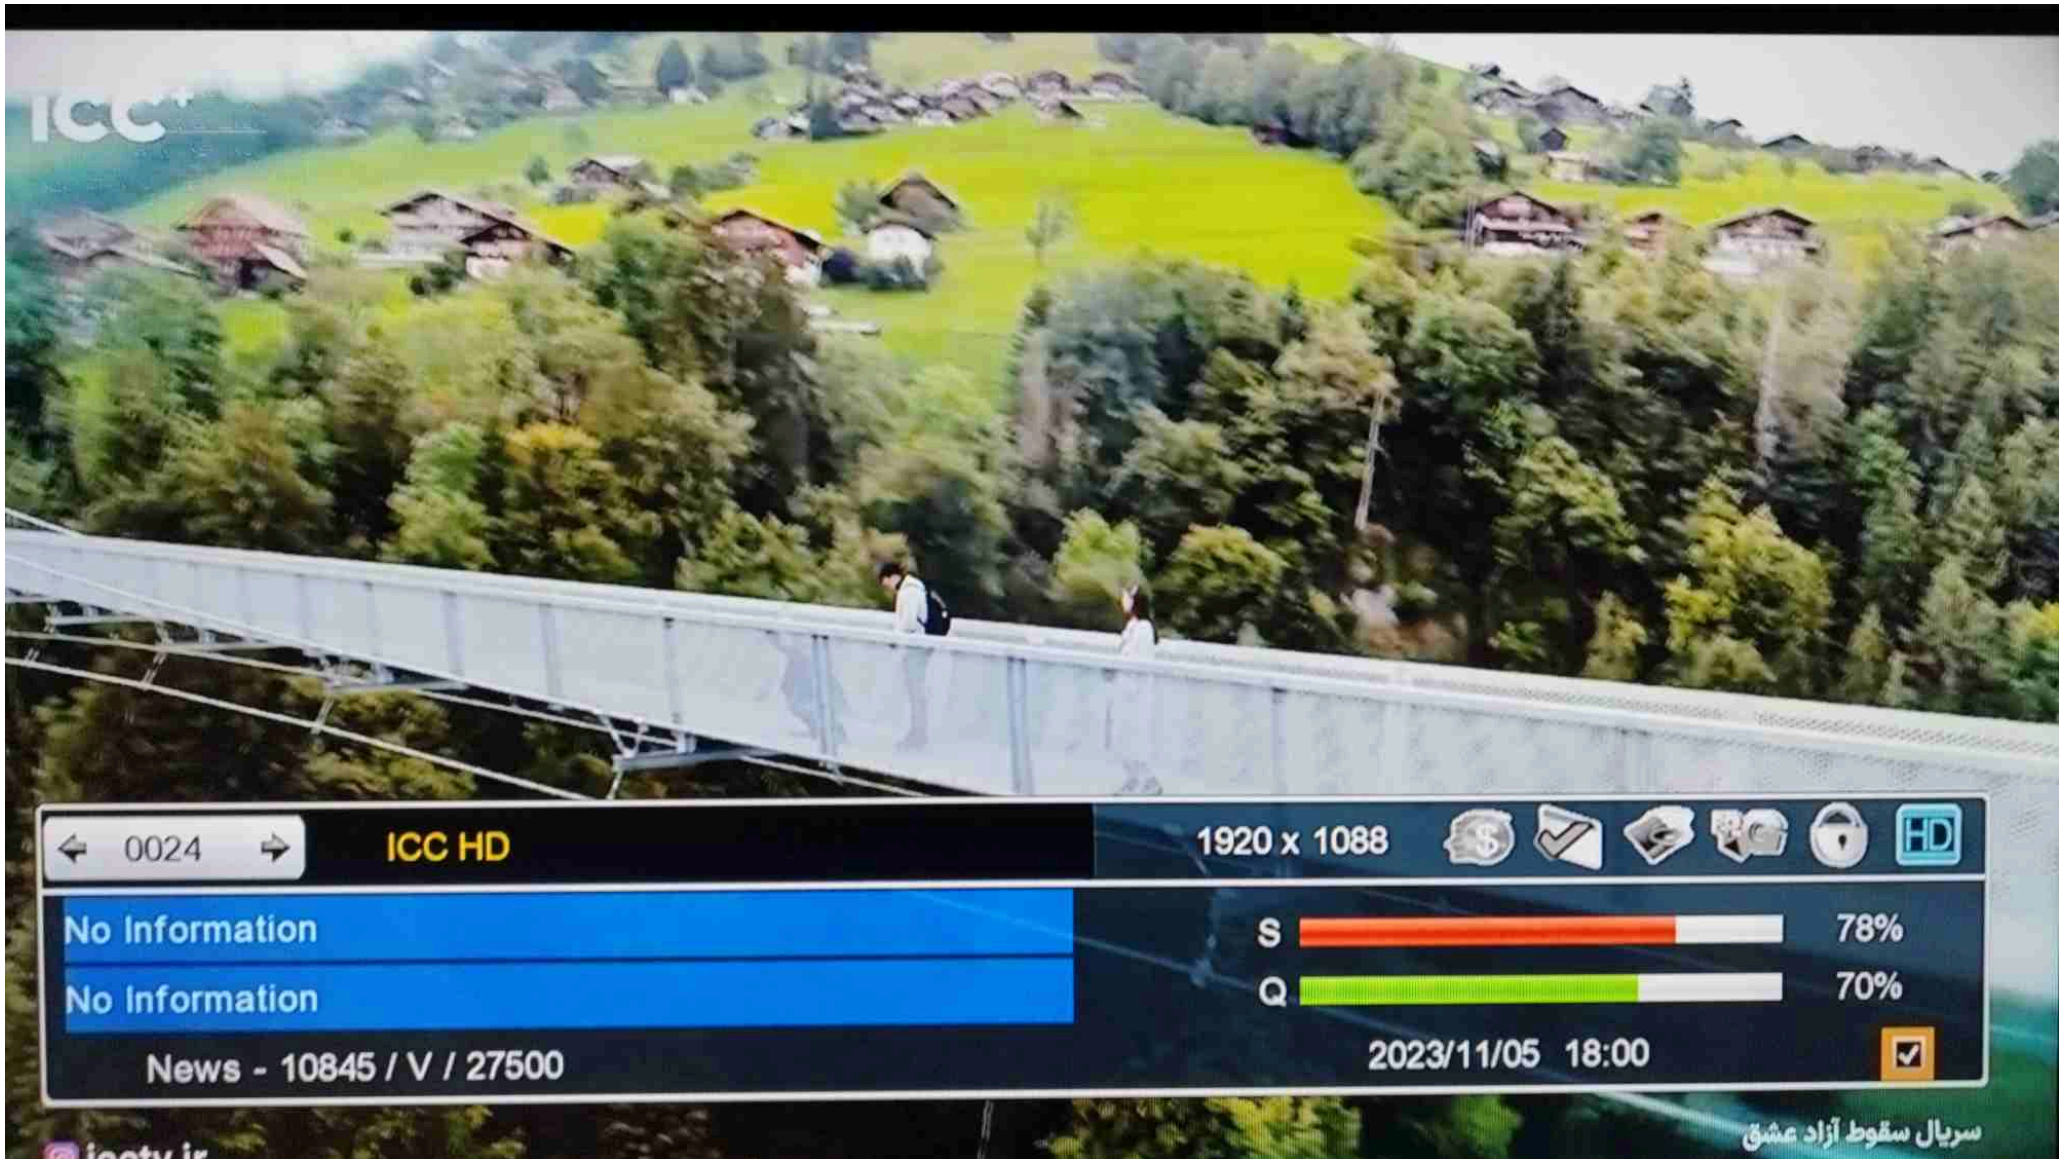 ICC+
0024
ICC HD
1920 x 1088
$
HD
No Information
S
78%
No Information
Q
70%
News - 10845 / V / 27500
2023/11/05 18:00
سریال سقوط آزاد عشق
icctv.ir